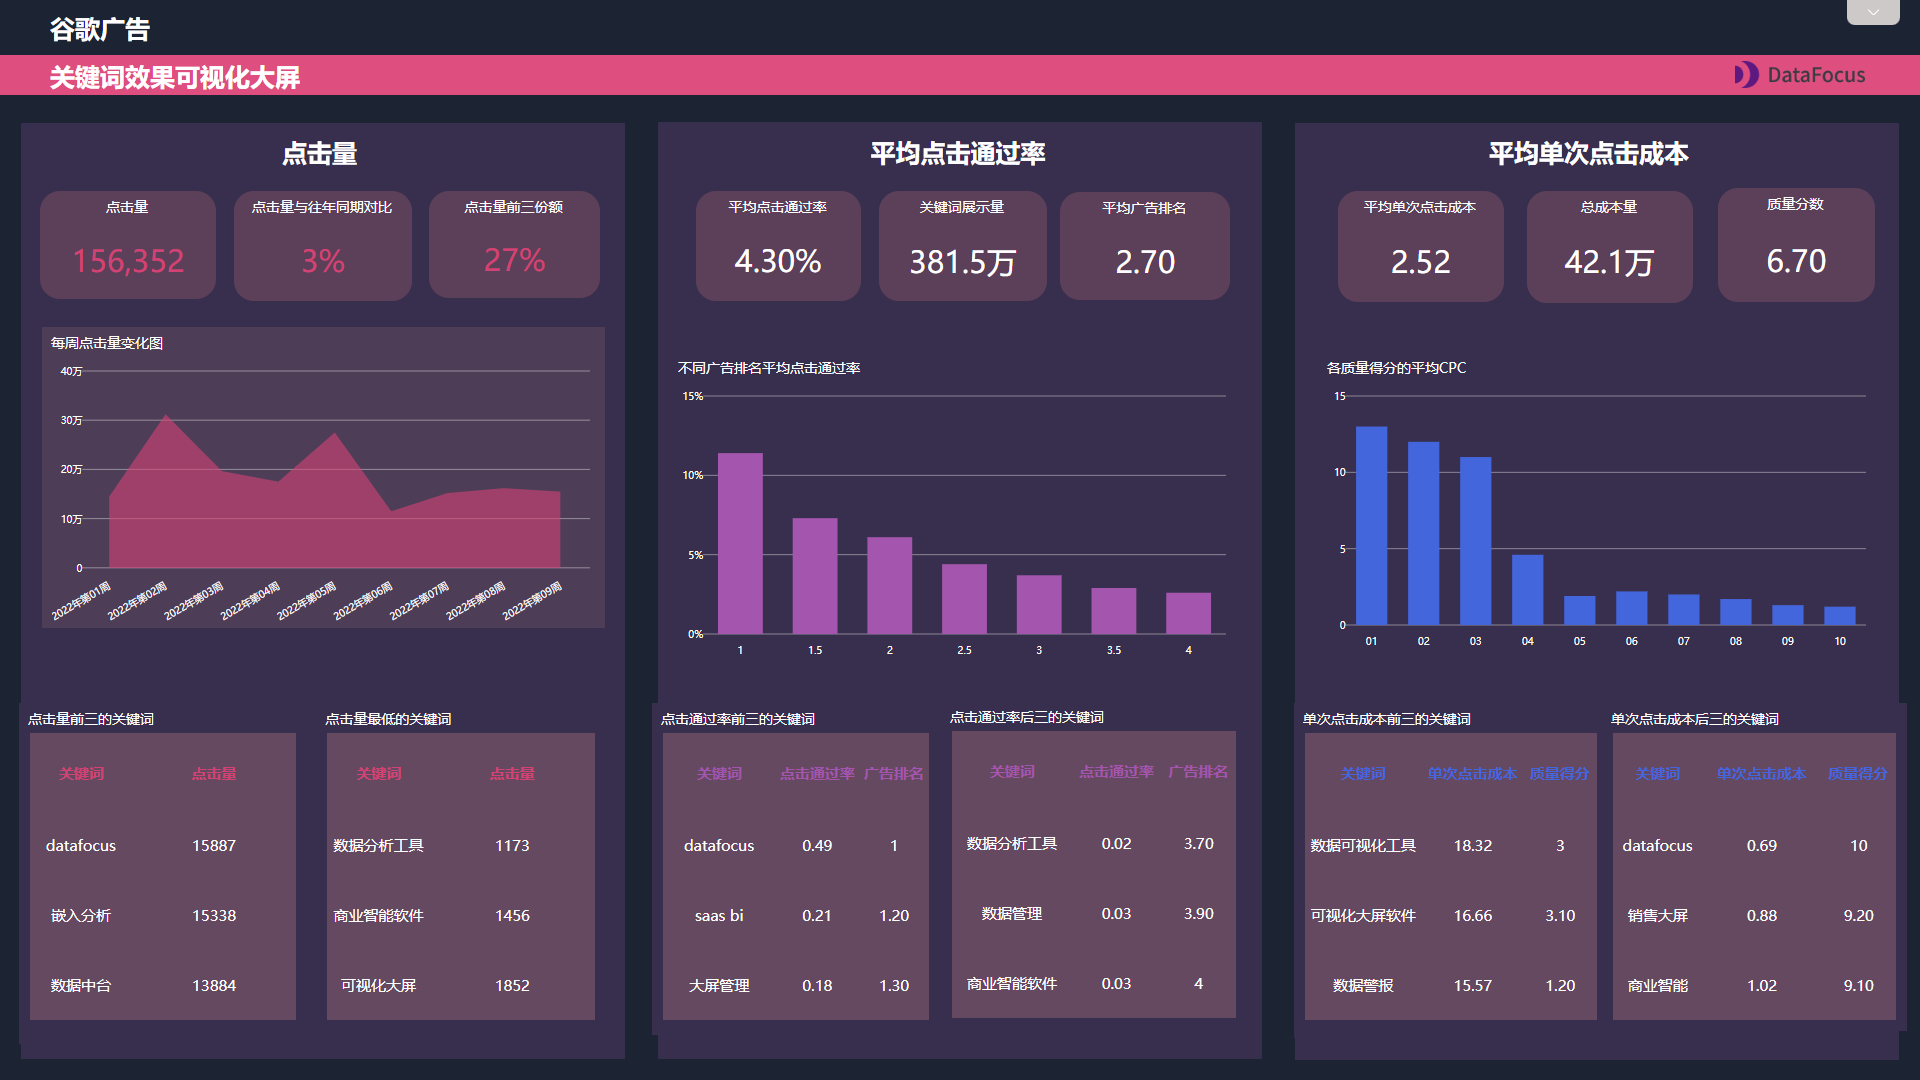 谷歌广告
关键词效果可视化大屏
DataFocus
点击量
点击量
156,352
点击量与往年同期对比
3%
点击量前三份额
27%
每周点击量变化图
40万
30万
20万
10万
0
2022年第01周 2022年第02周 2022年第03周 2022年第04周 2022年第05周 2022年第06周 2022年第07周 2022年第08周 2022年第09周
点击量前三的关键词
关键词 点击量
datafocus 15887
嵌入分析 15338
数据中台 13884
点击量最低的关键词
关键词 点击量
数据分析工具 1173
商业智能软件 1456
可视化大屏 1852
平均点击通过率
平均点击通过率
4.30%
关键词展示量
381.5万
平均广告排名
2.70
不同广告排名平均点击通过率
15%
10%
5%
0%
1 1.5 2 2.5 3 3.5 4
点击通过率前三的关键词
关键词 点击通过率 广告排名
datafocus 0.49 1
saas bi 0.21 1.20
大屏管理 0.18 1.30
点击通过率后三的关键词
关键词 点击通过率 广告排名
数据分析工具 0.02 3.70
数据管理 0.03 3.90
商业智能软件 0.03 4
平均单次点击成本
平均单次点击成本
2.52
总成本量
42.1万
质量分数
6.70
各质量得分的平均CPC
15
10
5
0
01 02 03 04 05 06 07 08 09 10
单次点击成本前三的关键词
关键词 单次点击成本 质量得分
数据可视化工具 18.32 3
可视化大屏软件 16.66 3.10
数据警报 15.57 1.20
单次点击成本后三的关键词
关键词 单次点击成本 质量得分
datafocus 0.69 10
销售大屏 0.88 9.20
商业智能 1.02 9.10